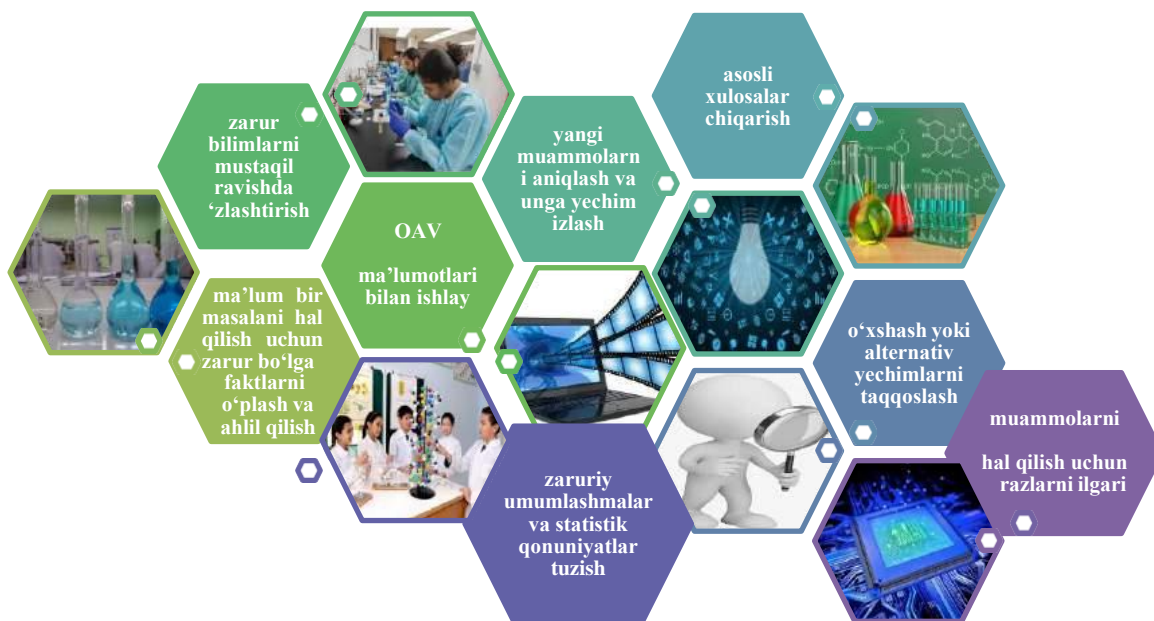 zarur
bilimlarni
mustaqil
ravishda
‘zlashtirish
OAV
ma’lumotlari
bilan ishlay
ma’lum bir
masalani hal
qilish uchun
zarur bo‘lga
faktlarni
o‘plash va
ahlil qilish
yangi
muammolarn
i aniqlash va
unga yechim
izlash
asosli
xulosalar
chiqarish
zaruriy
umumlashmalar
va statistik
qonuniyatlar
tuzish
o‘xshash yoki
alternativ
yechimlarni
taqqoslash
muammolarni
hal qilish uchun
razlarni ilgari